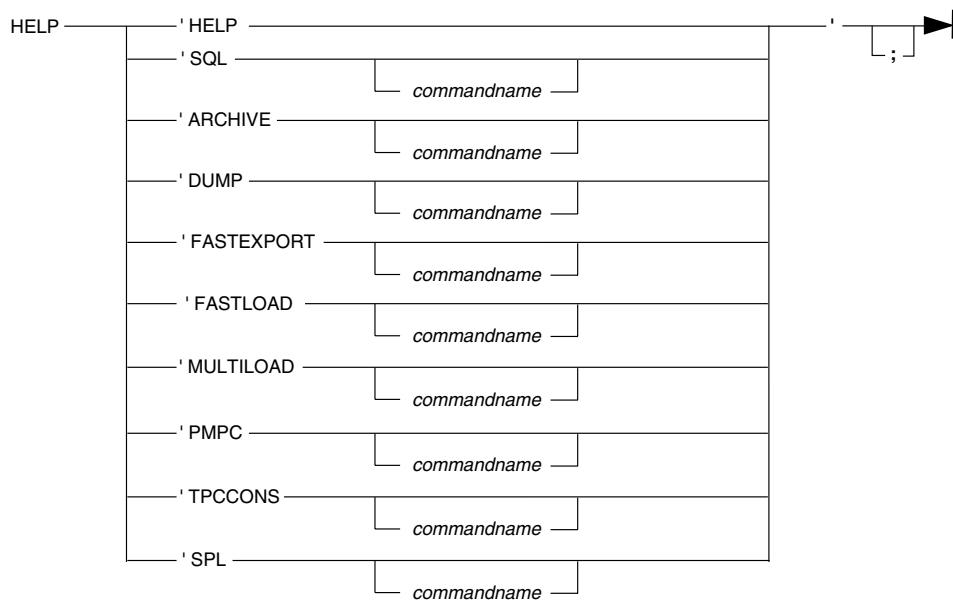 HELP ' HELP '
;
' SQL
commandname
' ARCHIVE
commandname
' DUMP
commandname
' FASTEXPORT
commandname
' FASTLOAD
commandname
' MULTILOAD
commandname
' PMPC
commandname
' TPCCONS
commandname
' SPL
commandname